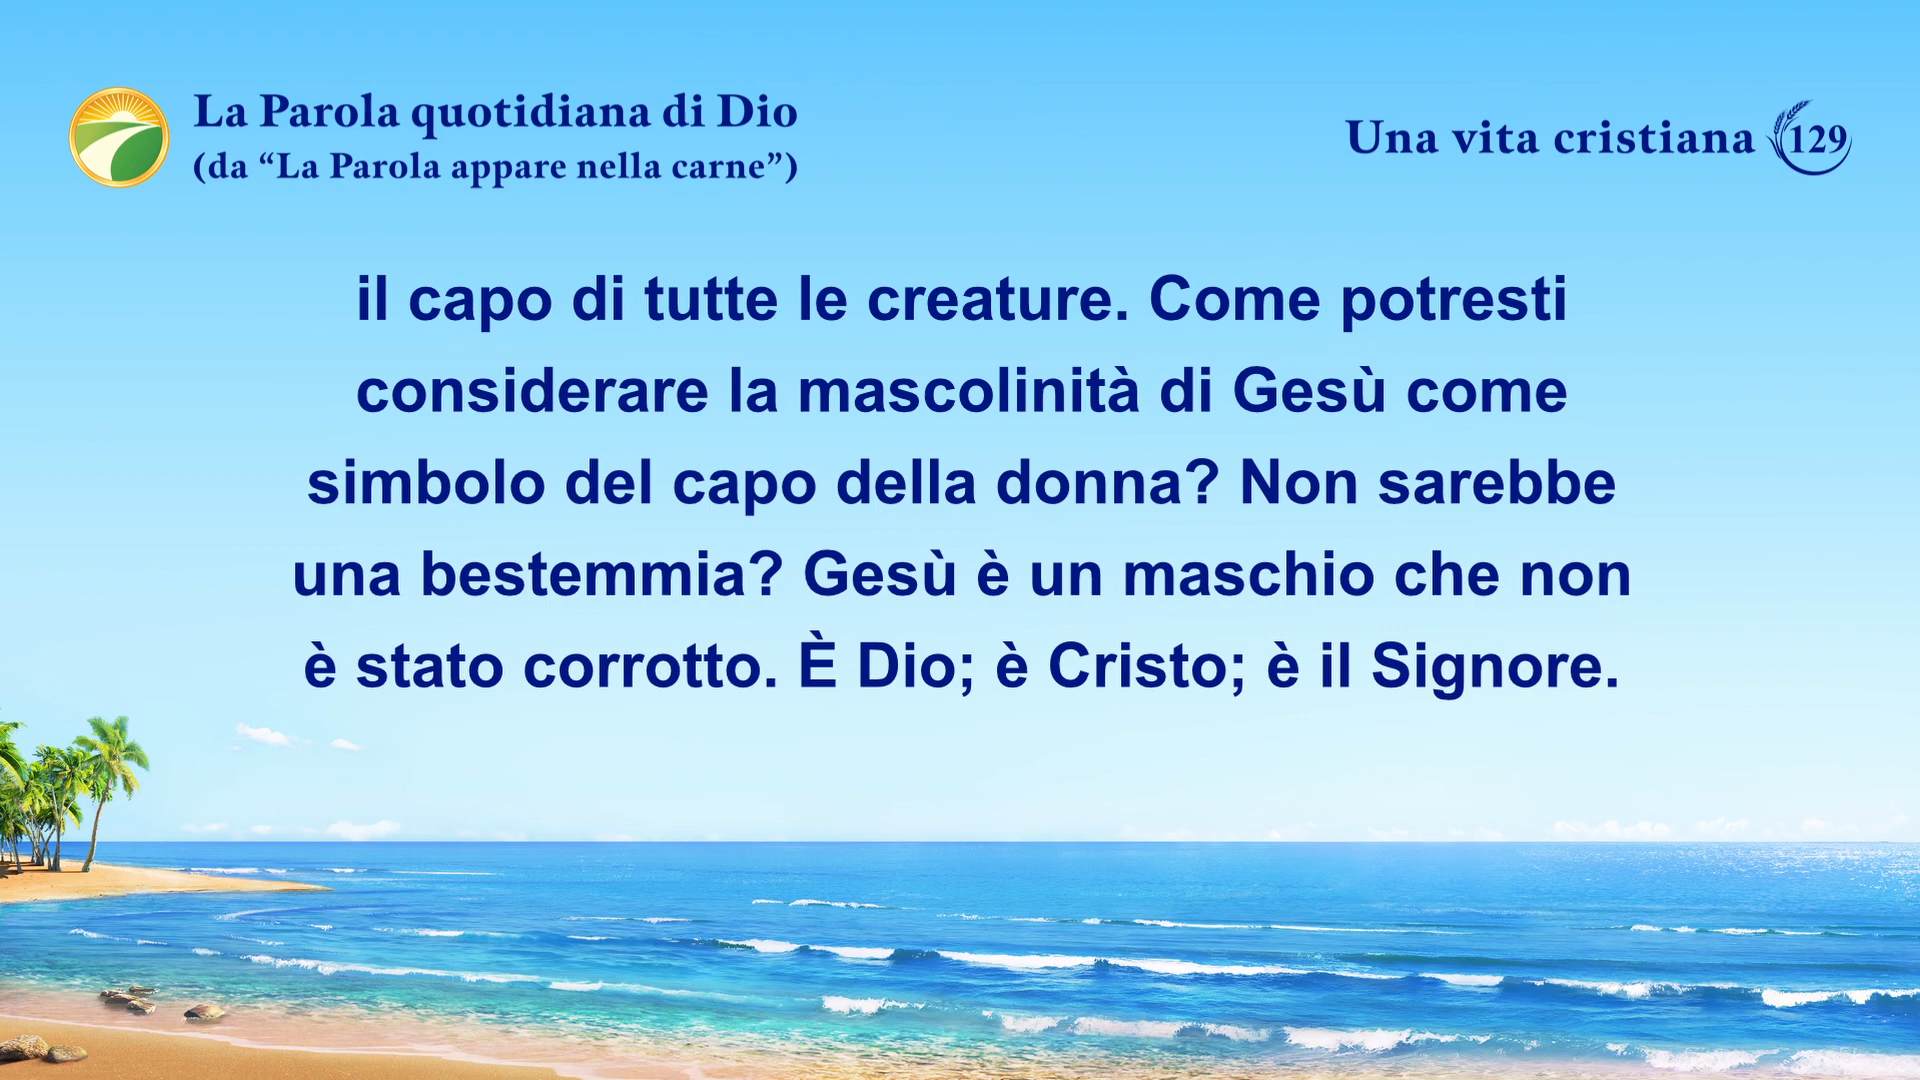 La Parola quotidiana di Dio
(da “La Parola appare nella carne”)
Una vita cristiana 129
il capo di tutte le creature. Come potresti
considerare la mascolinità di Gesù come
simbolo del capo della donna? Non sarebbe
una bestemmia? Gesù è un maschio che non
è stato corrotto. È Dio; è Cristo; è il Signore.